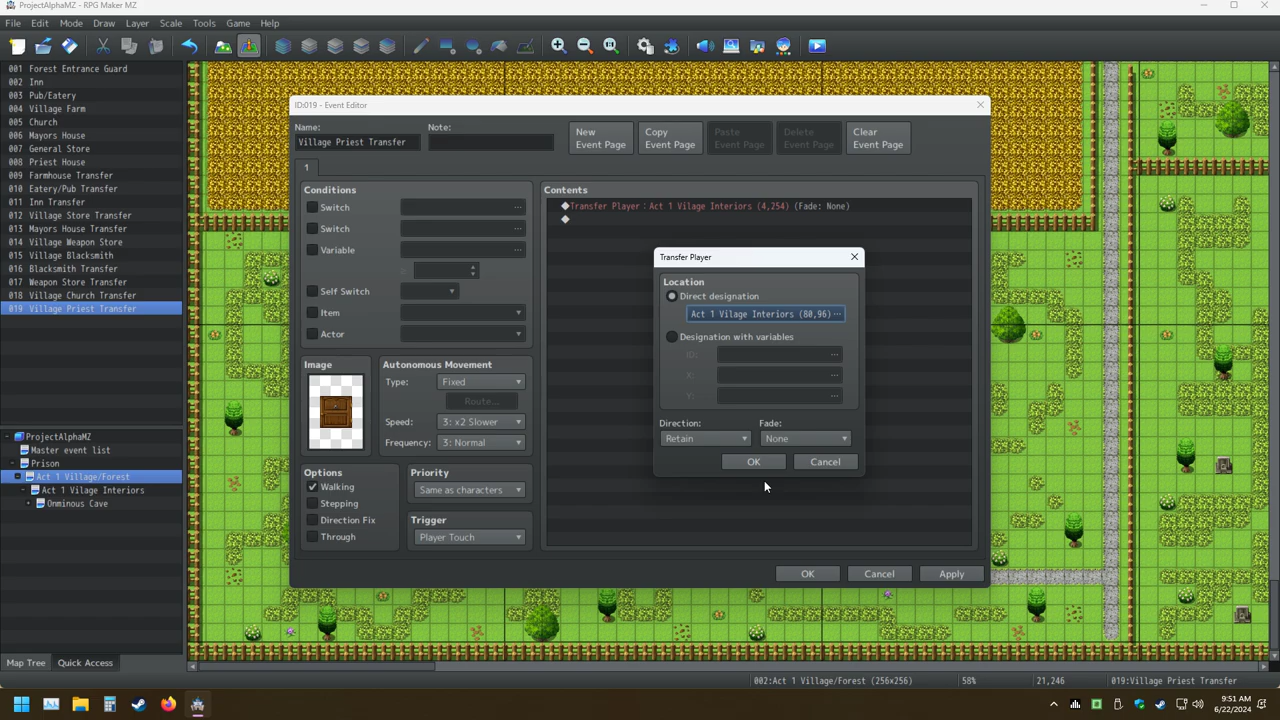 ProjectAlphaMZ - RPG Maker MZ
File Edit Mode Draw Layer Scale Tools Game Help
001 Forest Entrance Guard
002 Inn
003 Pub/Eatery
004 Village Farm
005 Church
006 Mayors House
007 General Store
008 Priest House
009 Farmhouse Transfer
010 Eatery/Pub Transfer
011 Inn Transfer
012 Village Store Transfer
013 Mayors House Transfer
014 Village Weapon Store
015 Village Blacksmith
016 Blacksmith Transfer
017 Weapon Store Transfer
018 Village Church Transfer
019 Village Priest Transfer
ProjectAlphaMZ
Master event list
Prison
Act 1 Village/Forest
Act 1 Vilage Interiors
Onminous Cave
Map Tree
Quick Access
ID:019 - Event Editor
Name:
Note:
Village Priest Transfer
New Event Page
Copy Event Page
Paste Event Page
Delete Event Page
Clear Event Page
1
Conditions
Switch
Switch
Variable
Self Switch
Item
Actor
Image
Autonomous Movement
Type: Fixed
Route...
Speed: 3: x2 Slower
Frequency: 3: Normal
Options
Walking
Stepping
Direction Fix
Through
Priority
Same as characters
Trigger
Player Touch
Contents
◆Transfer Player : Act 1 Vilage Interiors (4,254) (Fade: None)
◆
Transfer Player
Location
Direct designation
Act 1 Vilage Interiors (80,96) ...
Designation with variables
ID:
X:
Y:
Direction:
Fade:
Retain
None
OK
Cancel
OK
Cancel
Apply
002:Act 1 Village/Forest (256x256)
58%
21,246
019:Village Priest Transfer
9:51 AM
6/22/2024